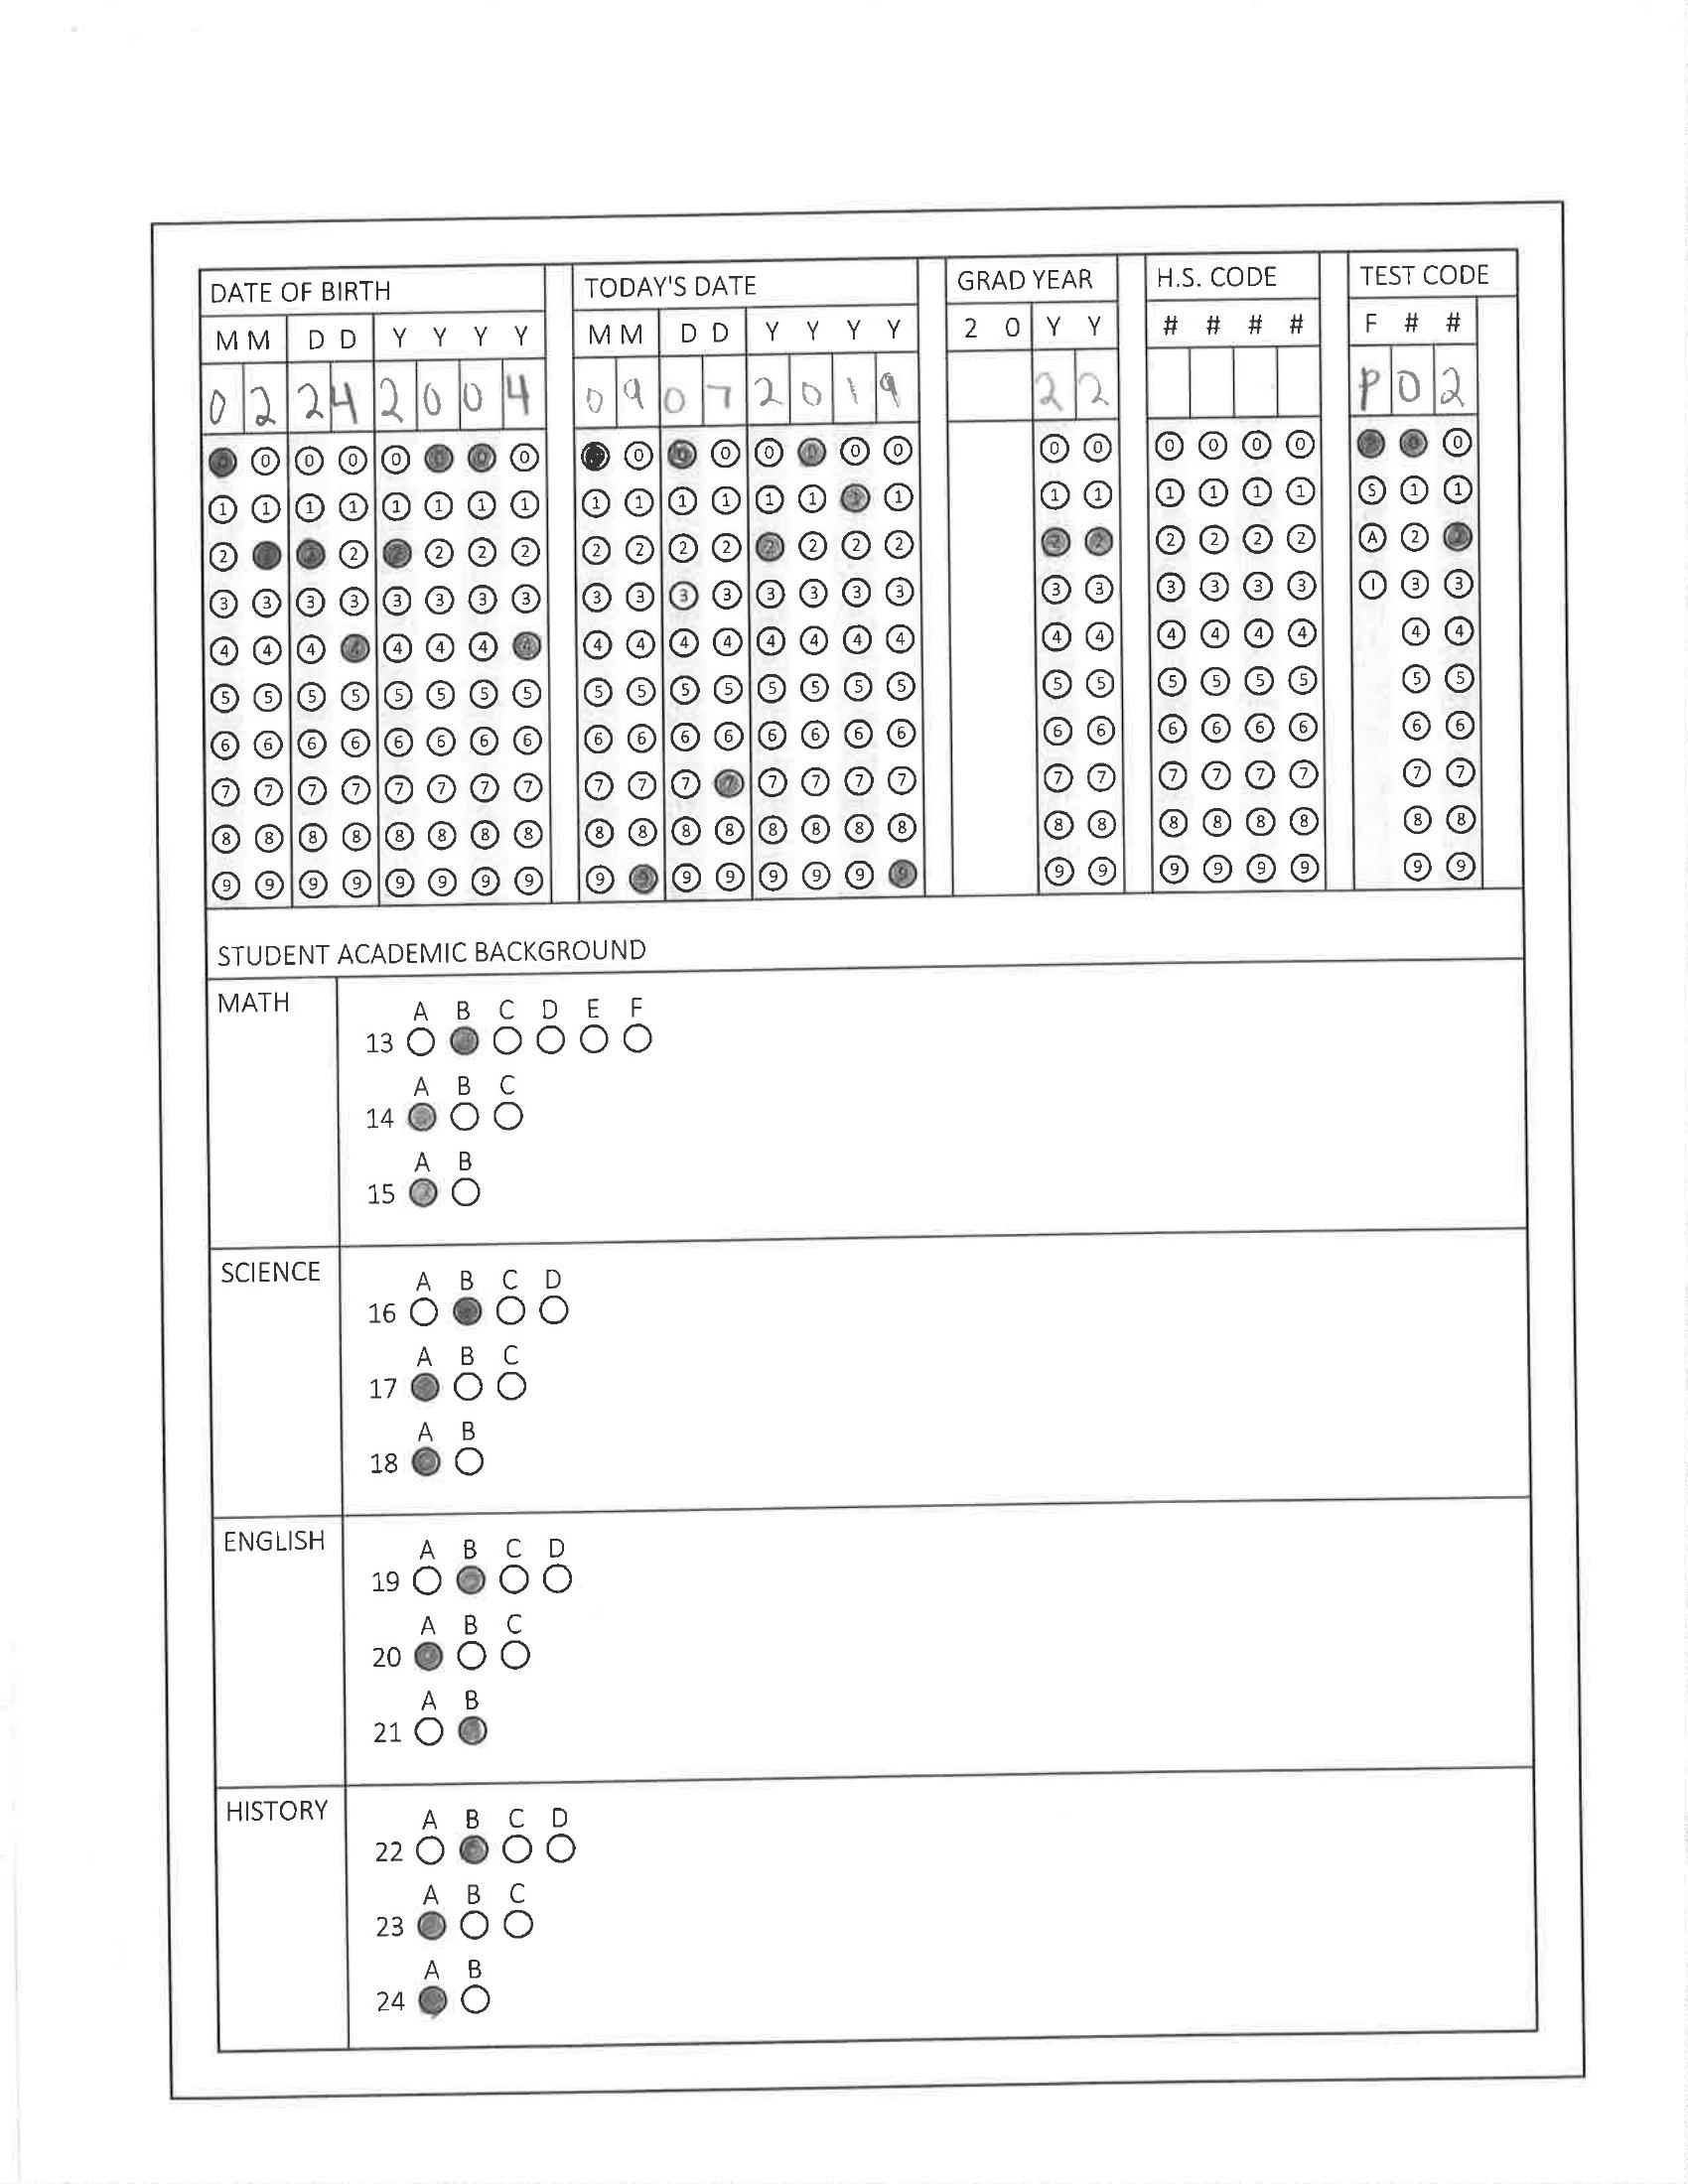 DATE OF BIRTH TODAY'S DATE GRAD YEAR H.S. CODE TEST CODE
M M D D Y Y Y Y M M D D Y Y Y Y 2 0 Y Y # # # # F # #
0 2 2 4 2 0 0 4 0 9 0 7 2 0 1 9 2 2 P 0 2
0 0 0 0 0 0 0 0 0 0 0 0 0 0 0 0 0
1 1 1 1 1 1 1 1 1 1 1 1 1 1 1 1 1 1 1 1 1 1 S 1 1
2 2 2 2 2 2 2 2 2 2 2 2 2 2 2 2 2 2 2 2 2 A 2 2
3 3 3 3 3 3 3 3 3 3 3 3 3 3 3 3 3 3 3 3 3 3 I 3 3
4 4 4 4 4 4 4 4 4 4 4 4 4 4 4 4 4 4 4 4 4 4 4 4
5 5 5 5 5 5 5 5 5 5 5 5 5 5 5 5 5 5 5 5 5 5 5 5
6 6 6 6 6 6 6 6 6 6 6 6 6 6 6 6 6 6 6 6 6 6 6 6
7 7 7 7 7 7 7 7 7 7 7 7 7 7 7 7 7 7 7 7 7 7 7 7
8 8 8 8 8 8 8 8 8 8 8 8 8 8 8 8 8 8 8 8 8 8 8 8
9 9 9 9 9 9 9 9 9 9 9 9 9 9 9 9 9 9 9 9 9 9 9 9
STUDENT ACADEMIC BACKGROUND
MATH
A B C D E F
13
A B C
14
A B
15
SCIENCE
A B C D
16
A B C
17
A B
18
ENGLISH
A B C D
19
A B C
20
A B
21
HISTORY
A B C D
22
A B C
23
A B
24